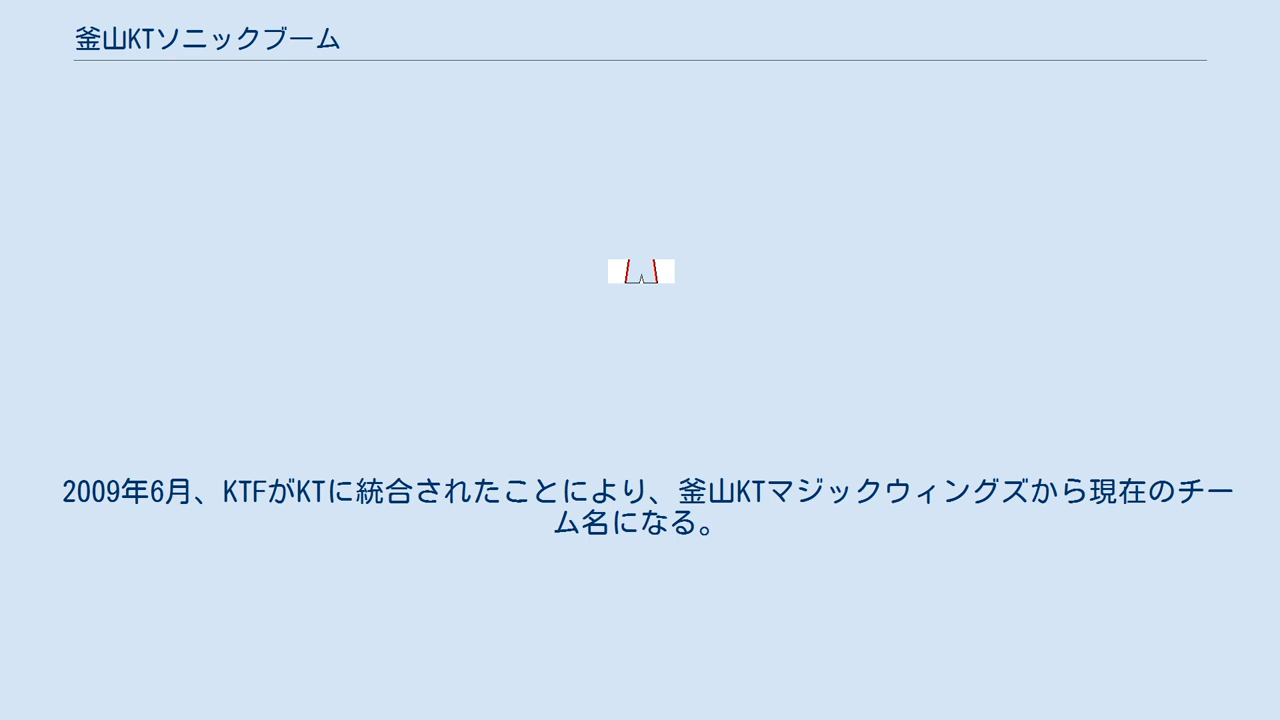 釜山KTソニックブーム
2009年6月、KTFがKTに統合されたことにより、釜山KTマジックウィングズから現在のチー
ム名になる。